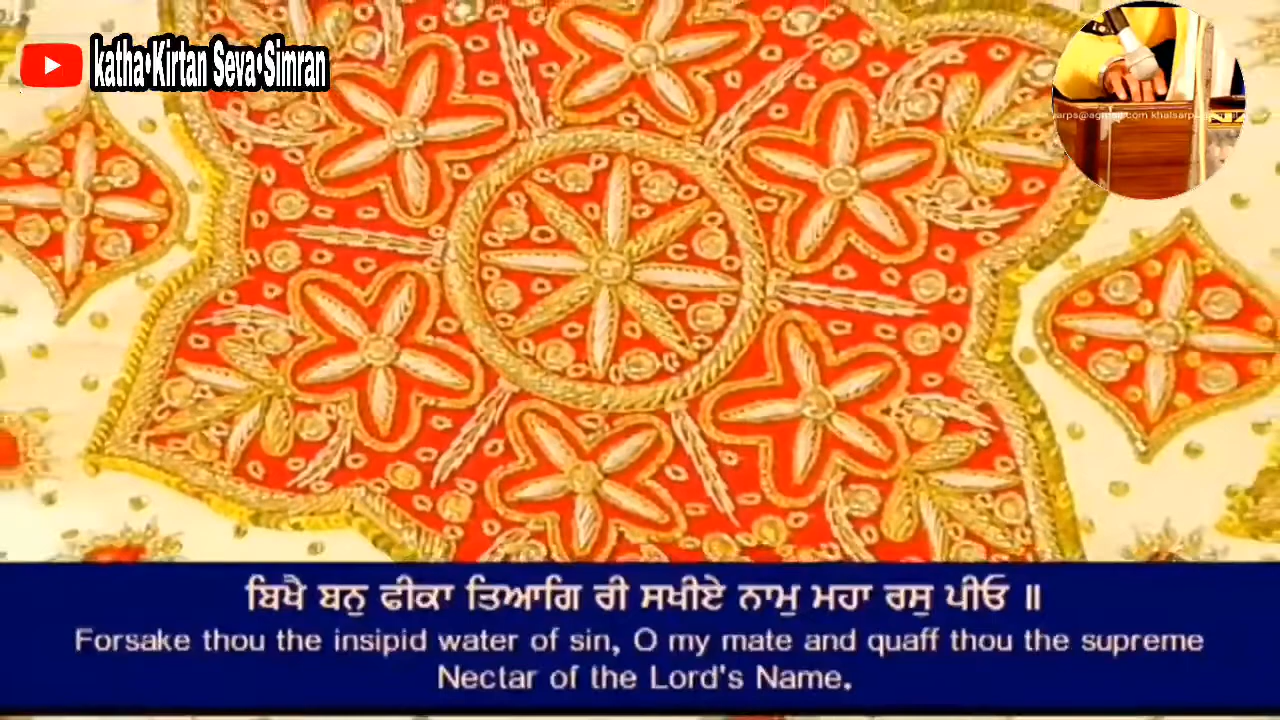 katha•Kirtan Seva•Simran
ਬਿਖੈ ਬਨੁ ਫੀਕਾ ਤਿਆਗਿ ਰੀ ਸਖੀਏ ਨਾਮੁ ਮਹਾ ਰਸੁ ਪੀਓ ॥
Forsake thou the insipid water of sin, O my mate and quaff thou the supreme
Nectar of the Lord's Name.